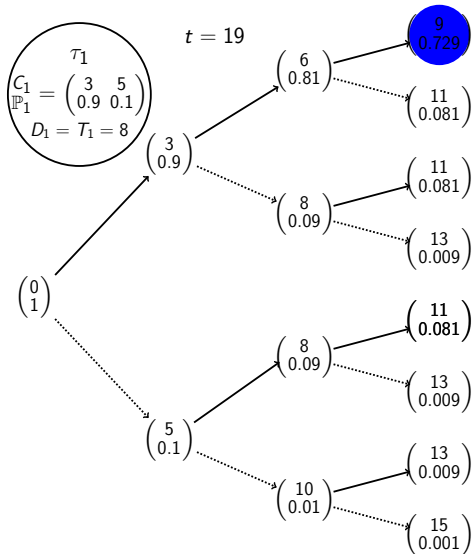 τ₁
C₁ ℙ₁ = ( 3 5 0.9 0.1 )
D₁ = T₁ = 8
t = 19
( 0 1 )
( 3 0.9 )
( 5 0.1 )
( 6 0.81 )
( 8 0.09 )
( 8 0.09 )
( 10 0.01 )
( 9 0.729 )
( 11 0.081 )
( 11 0.081 )
( 13 0.009 )
( 11 0.081 )
( 13 0.009 )
( 13 0.009 )
( 15 0.001 )